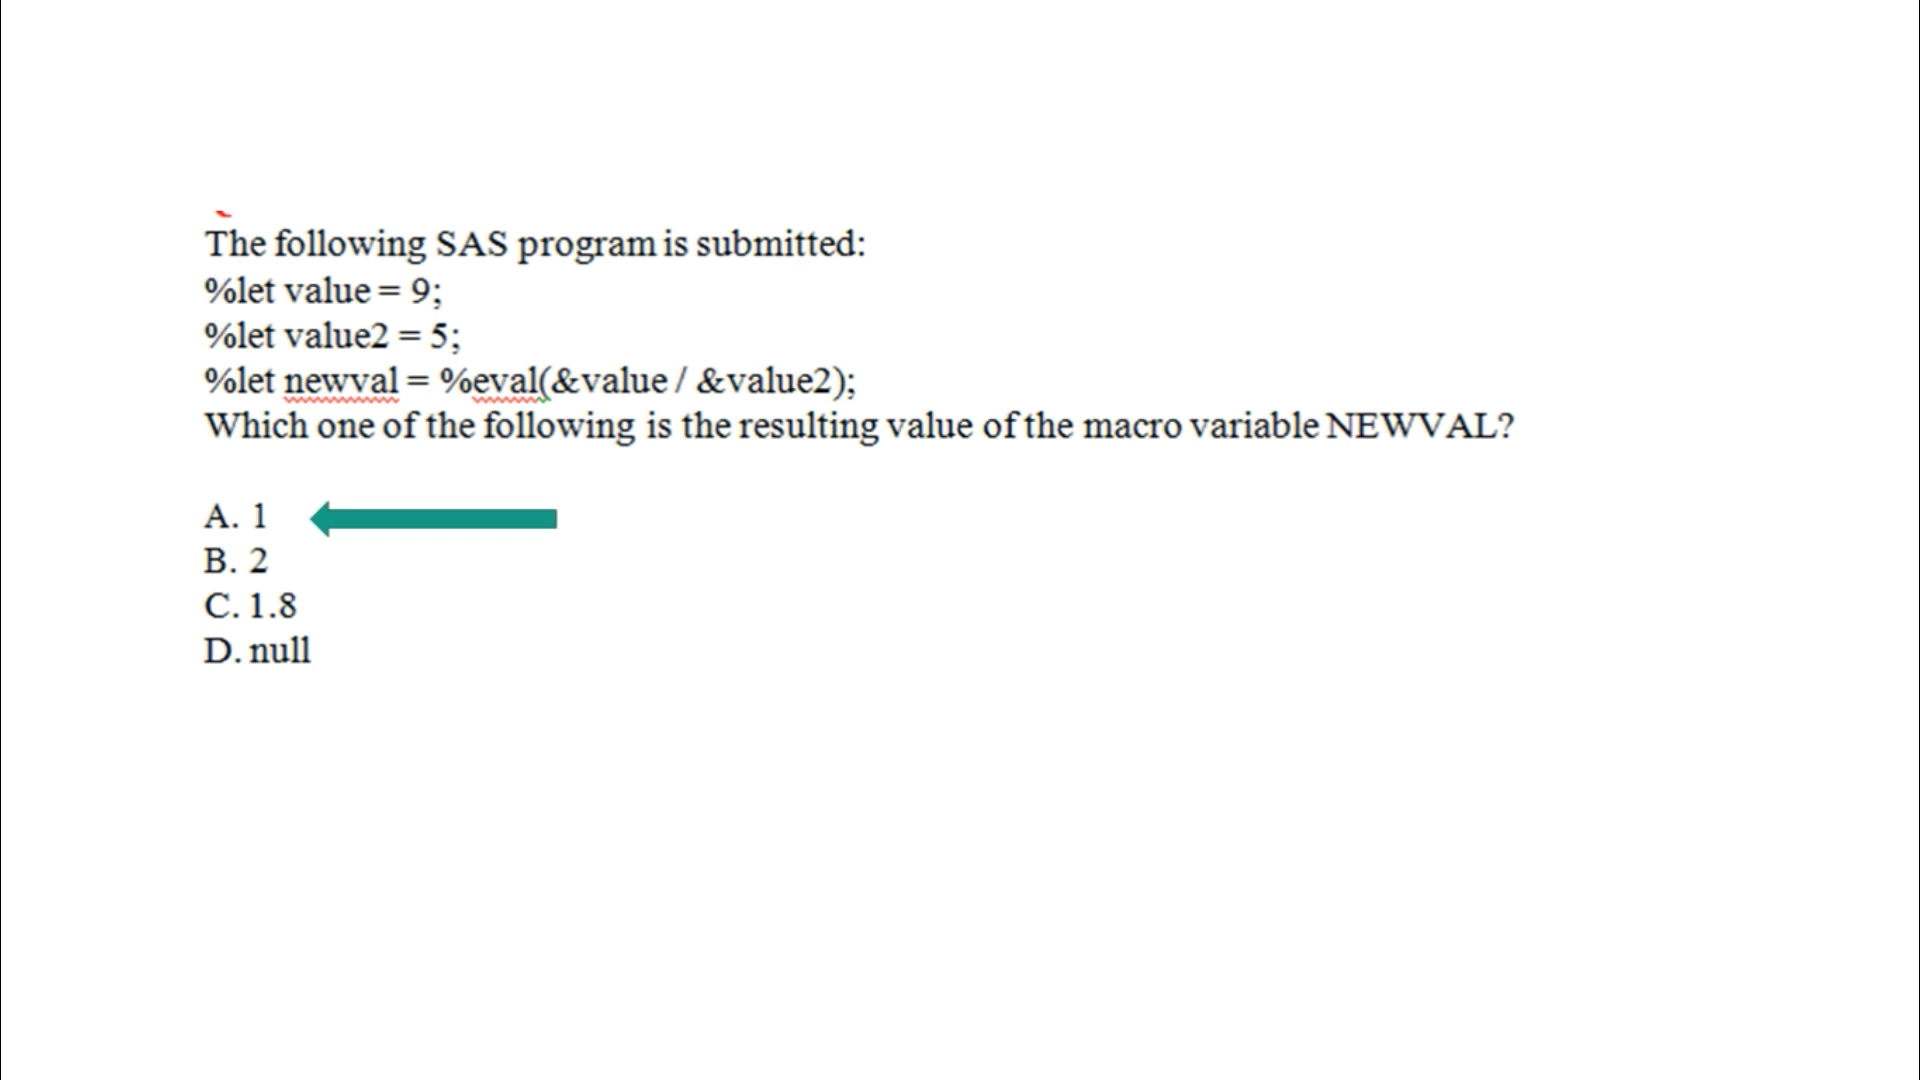 The following SAS program is submitted:
%let value = 9;
%let value2 = 5;
%let newval = %eval(&value / &value2);
Which one of the following is the resulting value of the macro variable NEWVAL?
A. 1
B. 2
C. 1.8
D. null